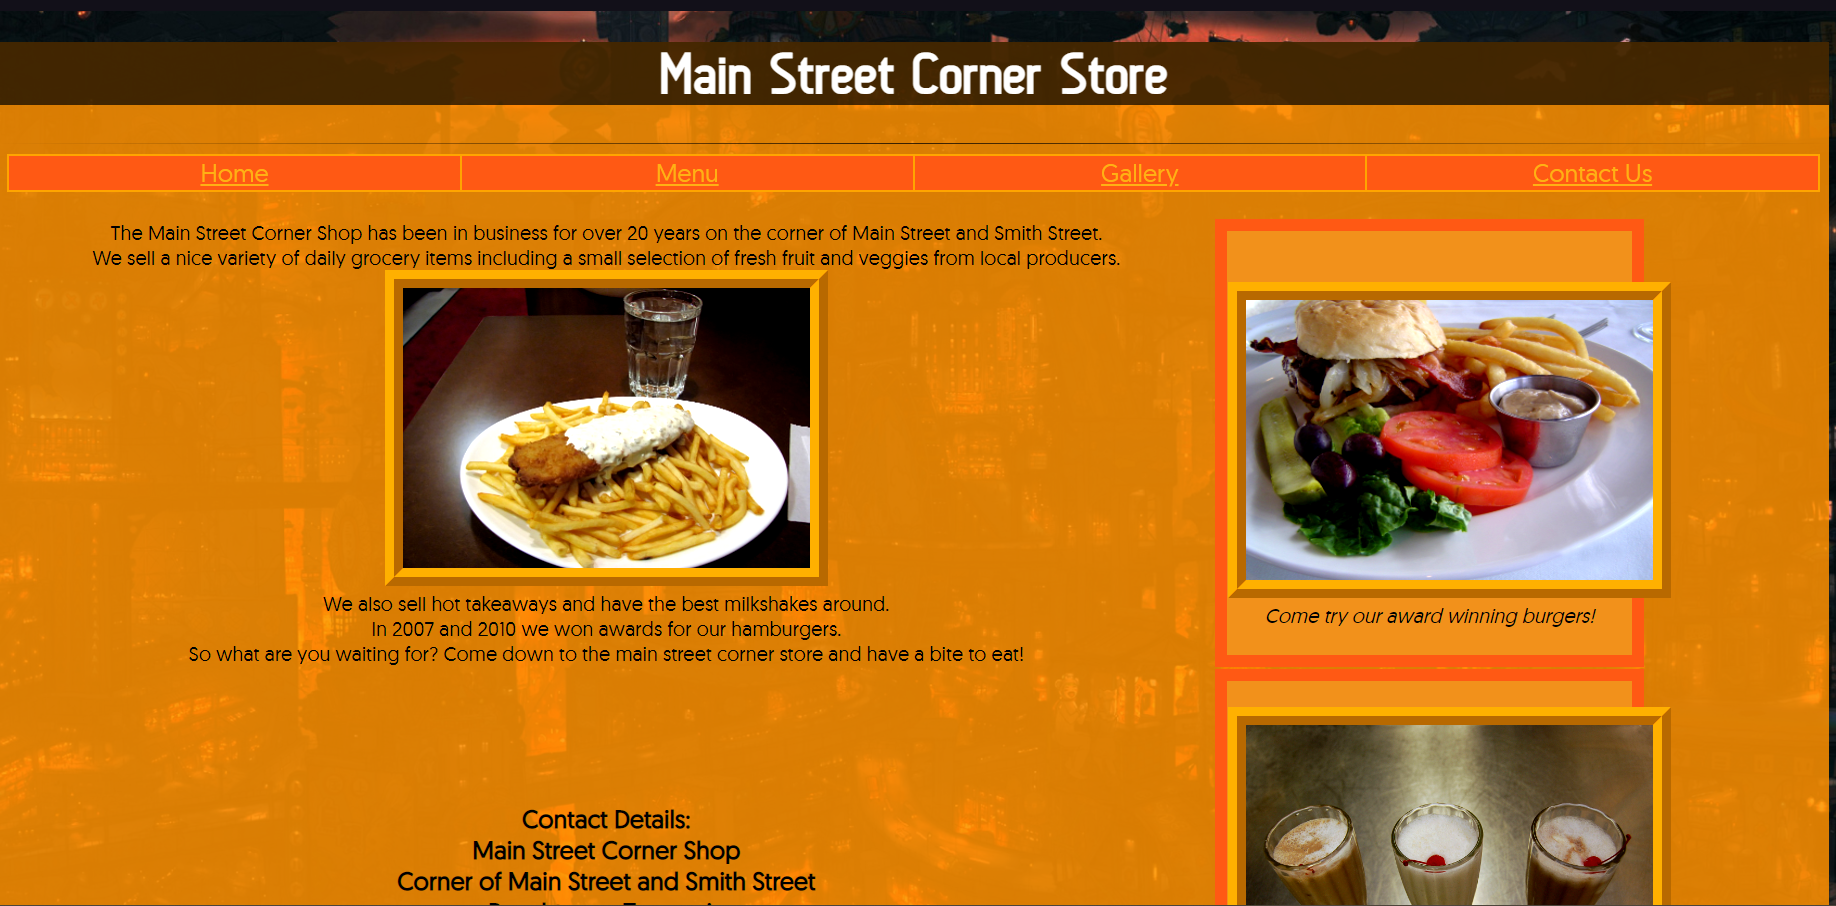 Main Street Corner Store
Home
Menu
Gallery
Contact Us
The Main Street Corner Shop has been in business for over 20 years on the corner of Main Street and Smith Street.
We sell a nice variety of daily grocery items including a small selection of fresh fruit and veggies from local producers.
We also sell hot takeaways and have the best milkshakes around.
In 2007 and 2010 we won awards for our hamburgers.
So what are you waiting for? Come down to the main street corner store and have a bite to eat!
Contact Details:
Main Street Corner Shop
Corner of Main Street and Smith Street
Come try our award winning burgers!